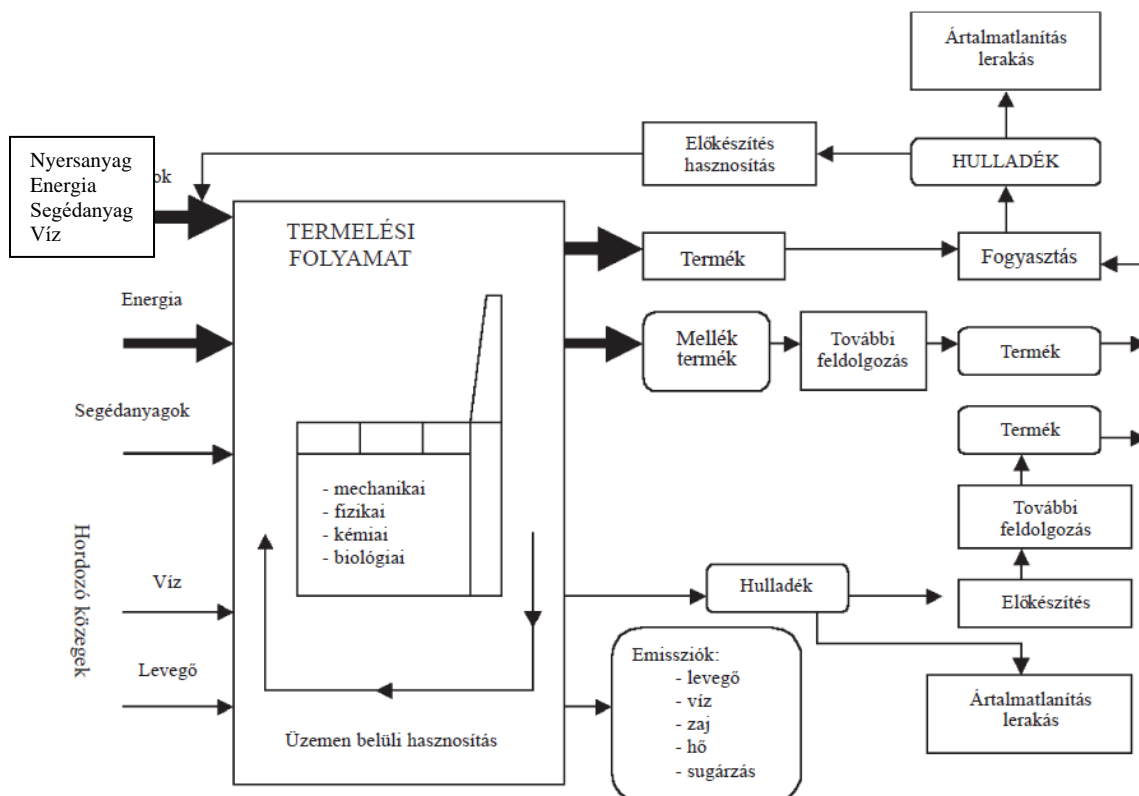 Ártalmatlanítás
lerakás
Nyersanyag
Energia
Segédanyag
Víz
Előkészítés
hasznosítás
HULLADÉK
TERMELÉSI
FOLYAMAT
Termék
Fogyasztás
Energia
Mellék
termék
További
feldolgozás
Termék
Segédanyagok
Termék
- mechanikai
- fizikai
- kémiai
- biológiai
További
feldolgozás
Hordozó közegek
Víz
Hulladék
Előkészítés
Levegő
Emissziók:
- levegő
- víz
- zaj
- hő
- sugárzás
Ártalmatlanítás
lerakás
Üzemen belüli hasznosítás